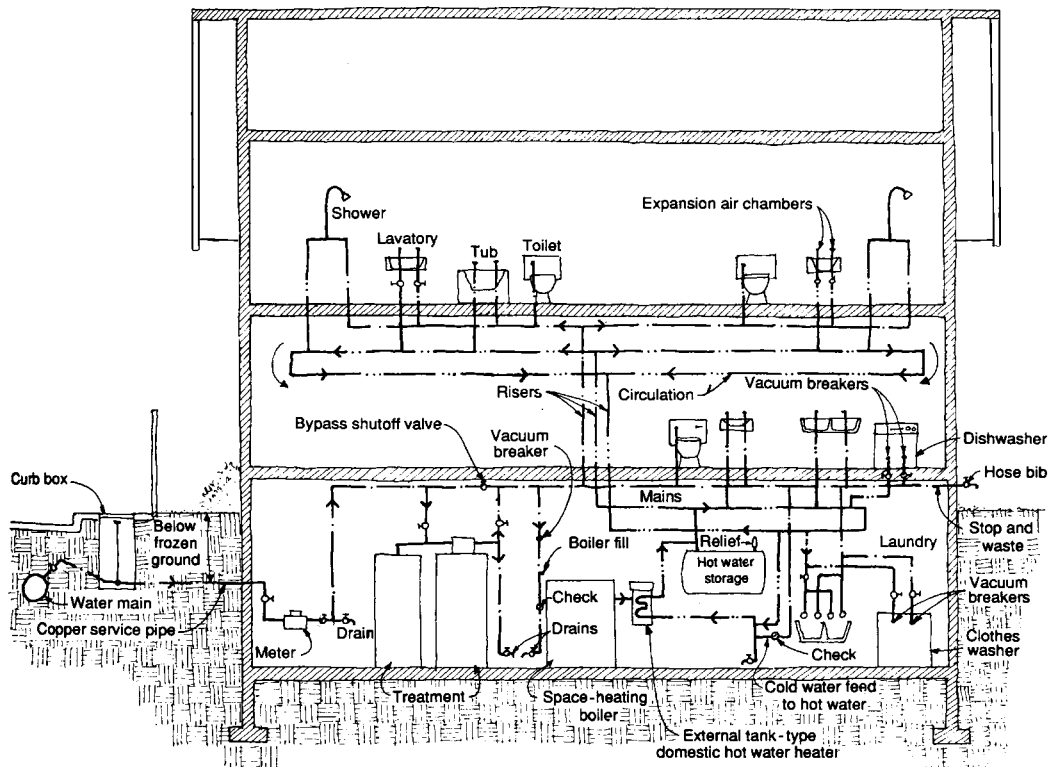 Shower
Expansion air chambers
Lavatory
Tub
Toilet
Risers
Circulation
Vacuum breakers
Bypass shutoff valve
Vacuum
breaker
Dishwasher
Curb box
Hose bib
Mains
Below
frozen
ground
Boiler fill
Relief
Hot water
storage
Laundry
Stop and
waste
Water main
Copper service pipe
Drain
Meter
Check
Drains
Vacuum
breakers
Clothes
washer
Check
Treatment
Space-heating
boiler
Cold water feed
to hot water
External tank-type
domestic hot water heater